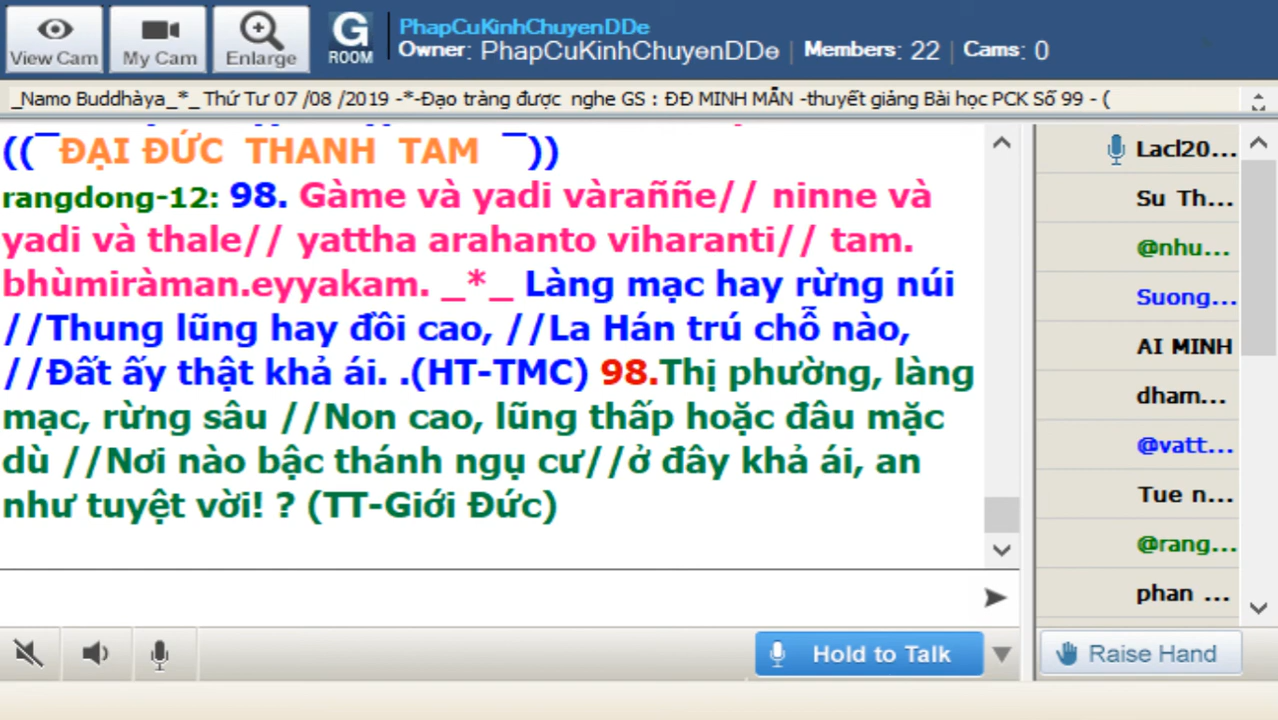 View Cam
My Cam
Enlarge
G
ROOM
PhapCuKinhChuyenDDe
Owner: PhapCuKinhChuyenDDe | Members: 22 | Cams: 0
_Namo Buddhàya_*_ Thứ Tư 07 /08 /2019 -*-Đạo tràng được nghe GS : ĐĐ MINH MẪN -thuyết giảng Bài học PCK Số 99 - (
((¯ ĐẠI ĐỨC THANH TAM ¯))
rangdong-12: 98. Gàme và yadi vàraññe// ninne và
yadi và thale// yattha arahanto viharanti// tam.
bhùmiràman.eyyakam. _*_ Làng mạc hay rừng núi
//Thung lũng hay đồi cao, //La Hán trú chỗ nào,
//Đất ấy thật khả ái. .(HT-TMC) 98.Thị phường, làng
mạc, rừng sâu //Non cao, lũng thấp hoặc đâu mặc
dù //Nơi nào bậc thánh ngụ cư//ở đây khả ái, an
như tuyệt vời! ? (TT-Giới Đức)
Lacl20...
Su Th...
@nhu...
Suong...
AI MINH
dham...
@vatt...
Tue n...
@rang...
phan ...
Hold to Talk
Raise Hand